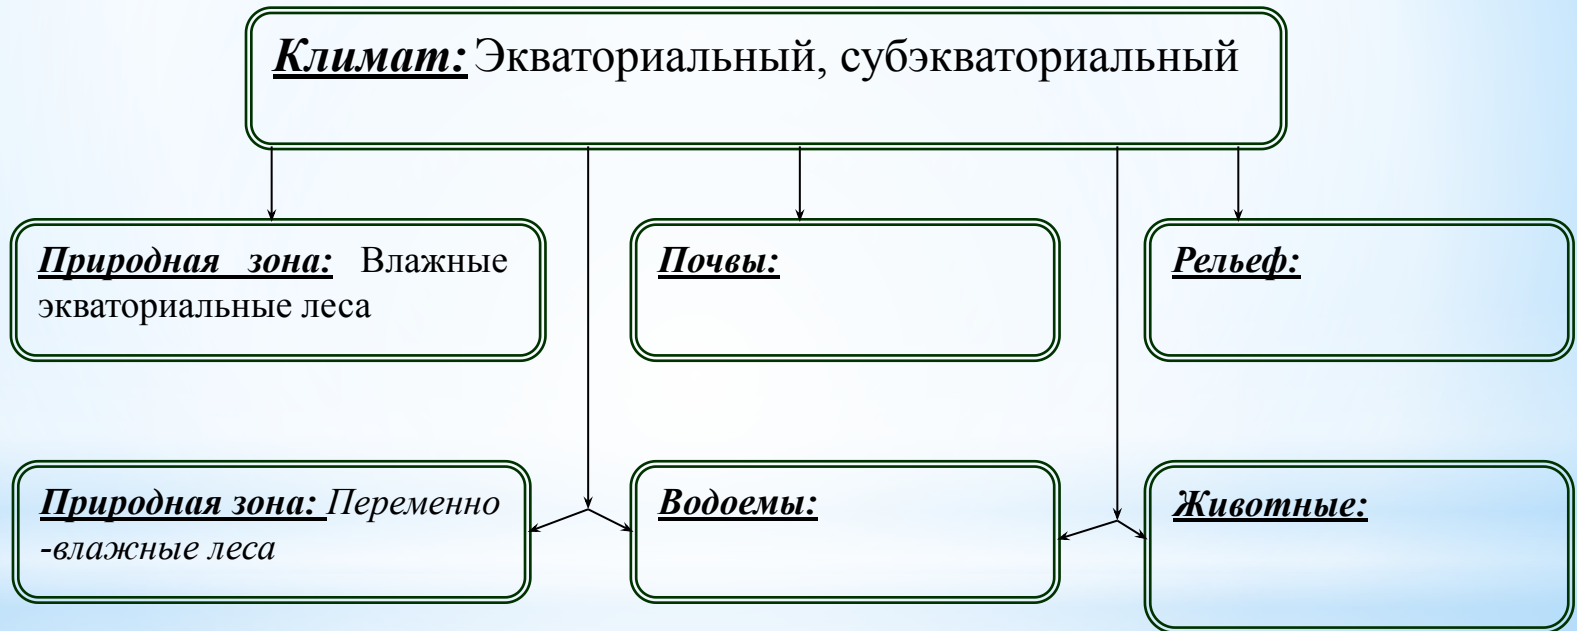 Климат: Экваториальный, субэкваториальный
Природная зона: Влажные
экваториальные леса
Почвы:
Рельеф:
Природная зона: Переменно
-влажные леса
Водоемы:
Животные: